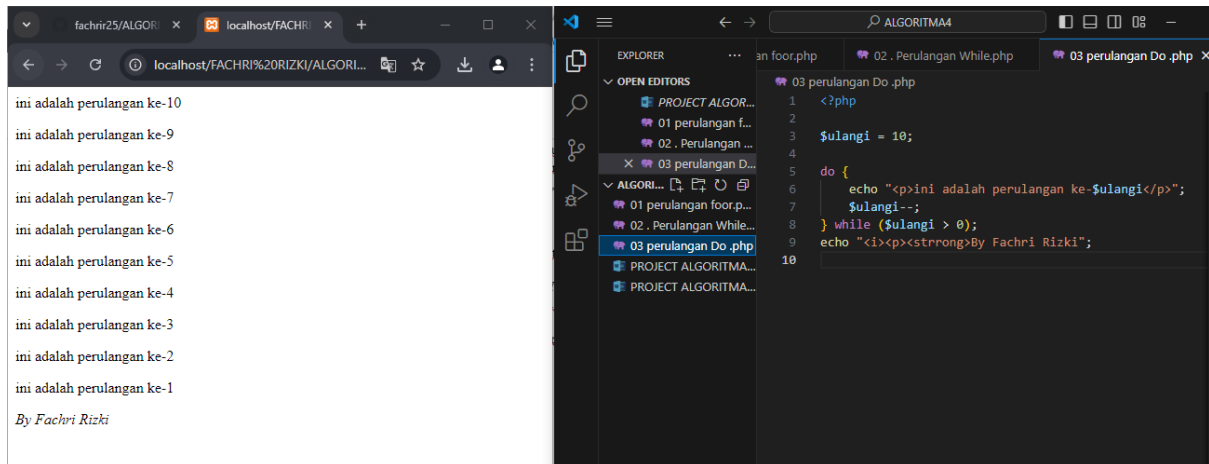 fachrir25/ALGORI
localhost/FACHRI
localhost/FACHRI%20RIZKI/ALGORI...
ini adalah perulangan ke-10
ini adalah perulangan ke-9
ini adalah perulangan ke-8
ini adalah perulangan ke-7
ini adalah perulangan ke-6
ini adalah perulangan ke-5
ini adalah perulangan ke-4
ini adalah perulangan ke-3
ini adalah perulangan ke-2
ini adalah perulangan ke-1
By Fachri Rizki
ALGORITMA4
EXPLORER
OPEN EDITORS
PROJECT ALGOR...
01 perulangan f...
02 . Perulangan ...
03 perulangan D...
ALGORI...
01 perulangan foor.p...
02 . Perulangan While...
03 perulangan Do .php
PROJECT ALGORITMA...
PROJECT ALGORITMA...
an foor.php
02 . Perulangan While.php
03 perulangan Do .php
03 perulangan Do .php
1 <?php
2
3 $ulangi = 10;
4
5 do {
6 echo "<p>ini adalah perulangan ke-$ulangi</p>";
7 $ulangi--;
8 } while ($ulangi > 0);
9 echo "<i><p><strrong>By Fachri Rizki";
10